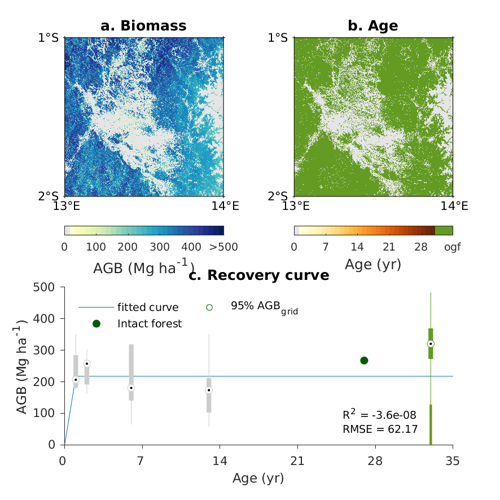 a. Biomass
b. Age
1°S
1°S
2°S
2°S
13°E
14°E
13°E
14°E
0 100 200 300 400 >500
0 7 14 21 28 ogf
AGB (Mg ha⁻¹)
Age (yr)
c. Recovery curve
500
400
300
200
100
0
AGB (Mg ha⁻¹)
fitted curve
95% AGB_grid
Intact forest
R² = -3.6e-08
RMSE = 62.17
0 7 14 21 28 35
Age (yr)